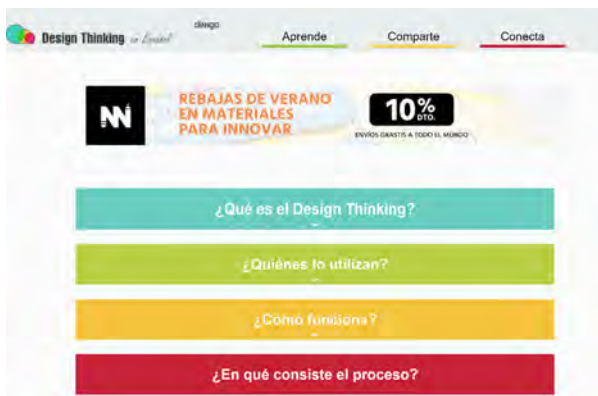 Design Thinking en Español
dinngo
Aprende
Comparte
Conecta
NN
REBAJAS DE VERANO
EN MATERIALES
PARA INNOVAR
10%
DTO.
ENVÍOS GRATIS A TODO EL MUNDO
¿Qué es el Design Thinking?
¿Quiénes lo utilizan?
¿Cómo funciona?
¿En qué consiste el proceso?